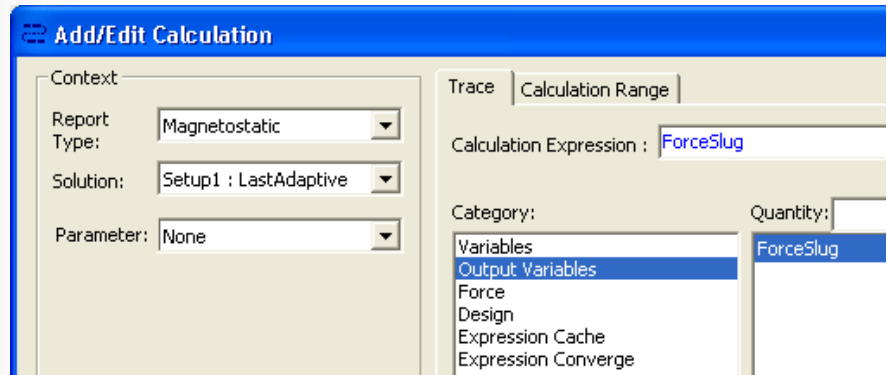 Add/Edit Calculation
Context
Report Type:
Magnetostatic
Solution:
Setup1 : LastAdaptive
Parameter:
None
Trace
Calculation Range
Calculation Expression :
ForceSlug
Category:
Variables
Output Variables
Force
Design
Expression Cache
Expression Converge
Quantity:
ForceSlug